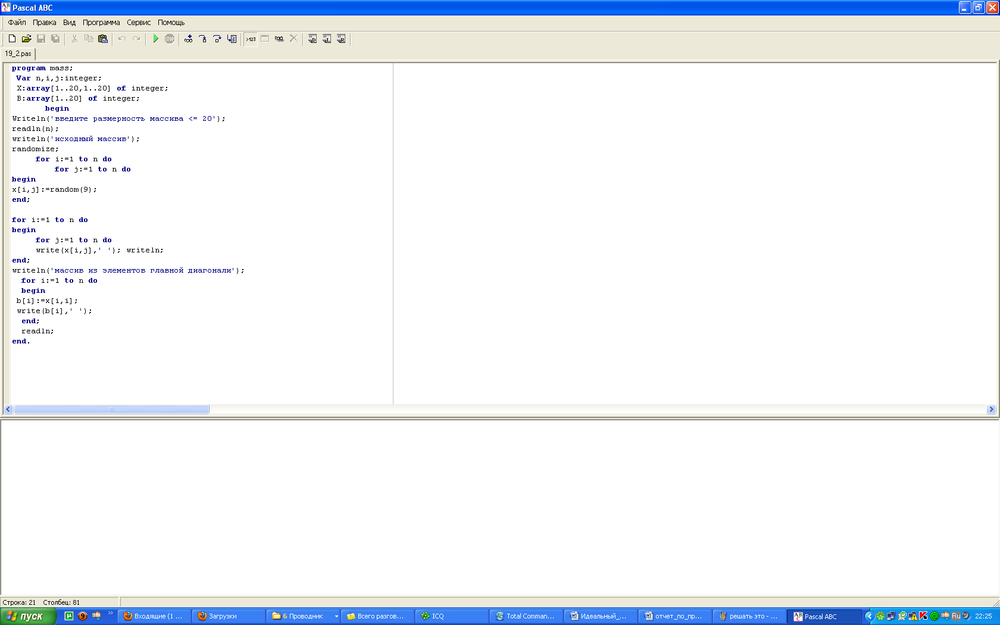 Pascal ABC
Файл Правка Вид Программа Сервис Помощь
19_2.pas
program mass;
Var n,i,j:integer;
X:array[1..20,1..20] of integer;
B:array[1..20] of integer;
begin
Writeln('введите размерность массива <= 20');
readln(n);
writeln('исходный массив');
randomize;
for i:=1 to n do
for j:=1 to n do
begin
x[i,j]:=random(9);
end;
for i:=1 to n do
begin
for j:=1 to n do
write(x[i,j],' '); writeln;
end;
writeln('массив из элементов главной диагонали');
for i:=1 to n do
begin
b[i]:=x[i,i];
write(b[i],' ');
end;
readln;
end.
Строка: 21 Столбец: 81
пуск Входящие (1 ... Загрузки 6 Проводник Всего разгов... ICQ Total Comman... Идеальный_... отчет_по_пр... решать это - ... Pascal ABC Ru 22:25